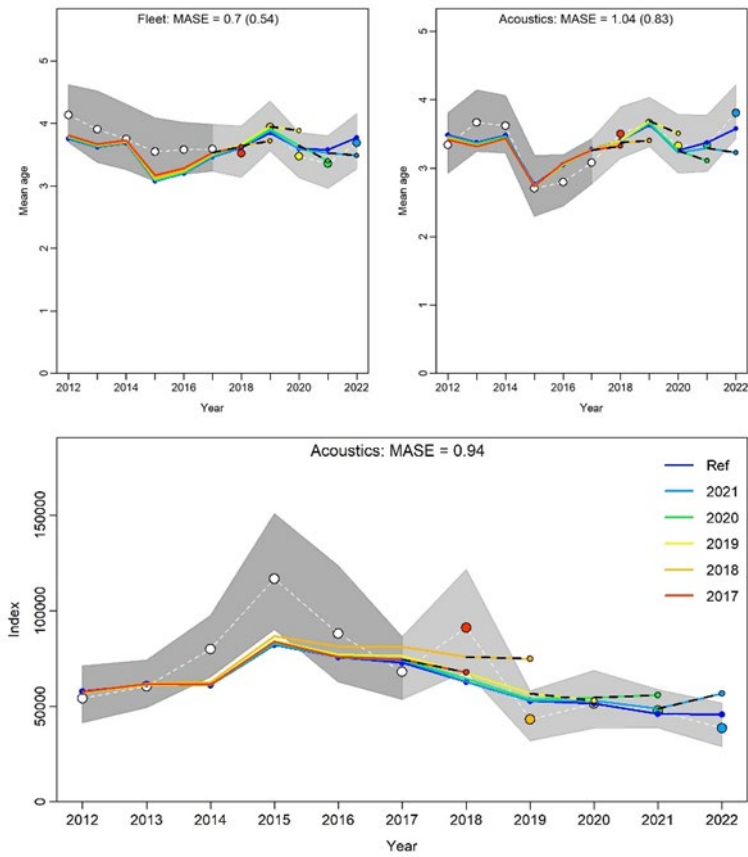 Fleet: MASE = 0.7 (0.54)
Mean age
5
4
3
2
1
0
2012 2014 2016 2018 2020 2022
Year
Acoustics: MASE = 1.04 (0.83)
Mean age
5
4
3
2
1
0
2012 2014 2016 2018 2020 2022
Year
Acoustics: MASE = 0.94
Index
150000
100000
50000
0
Ref
2021
2020
2019
2018
2017
2012 2013 2014 2015 2016 2017 2018 2019 2020 2021 2022
Year